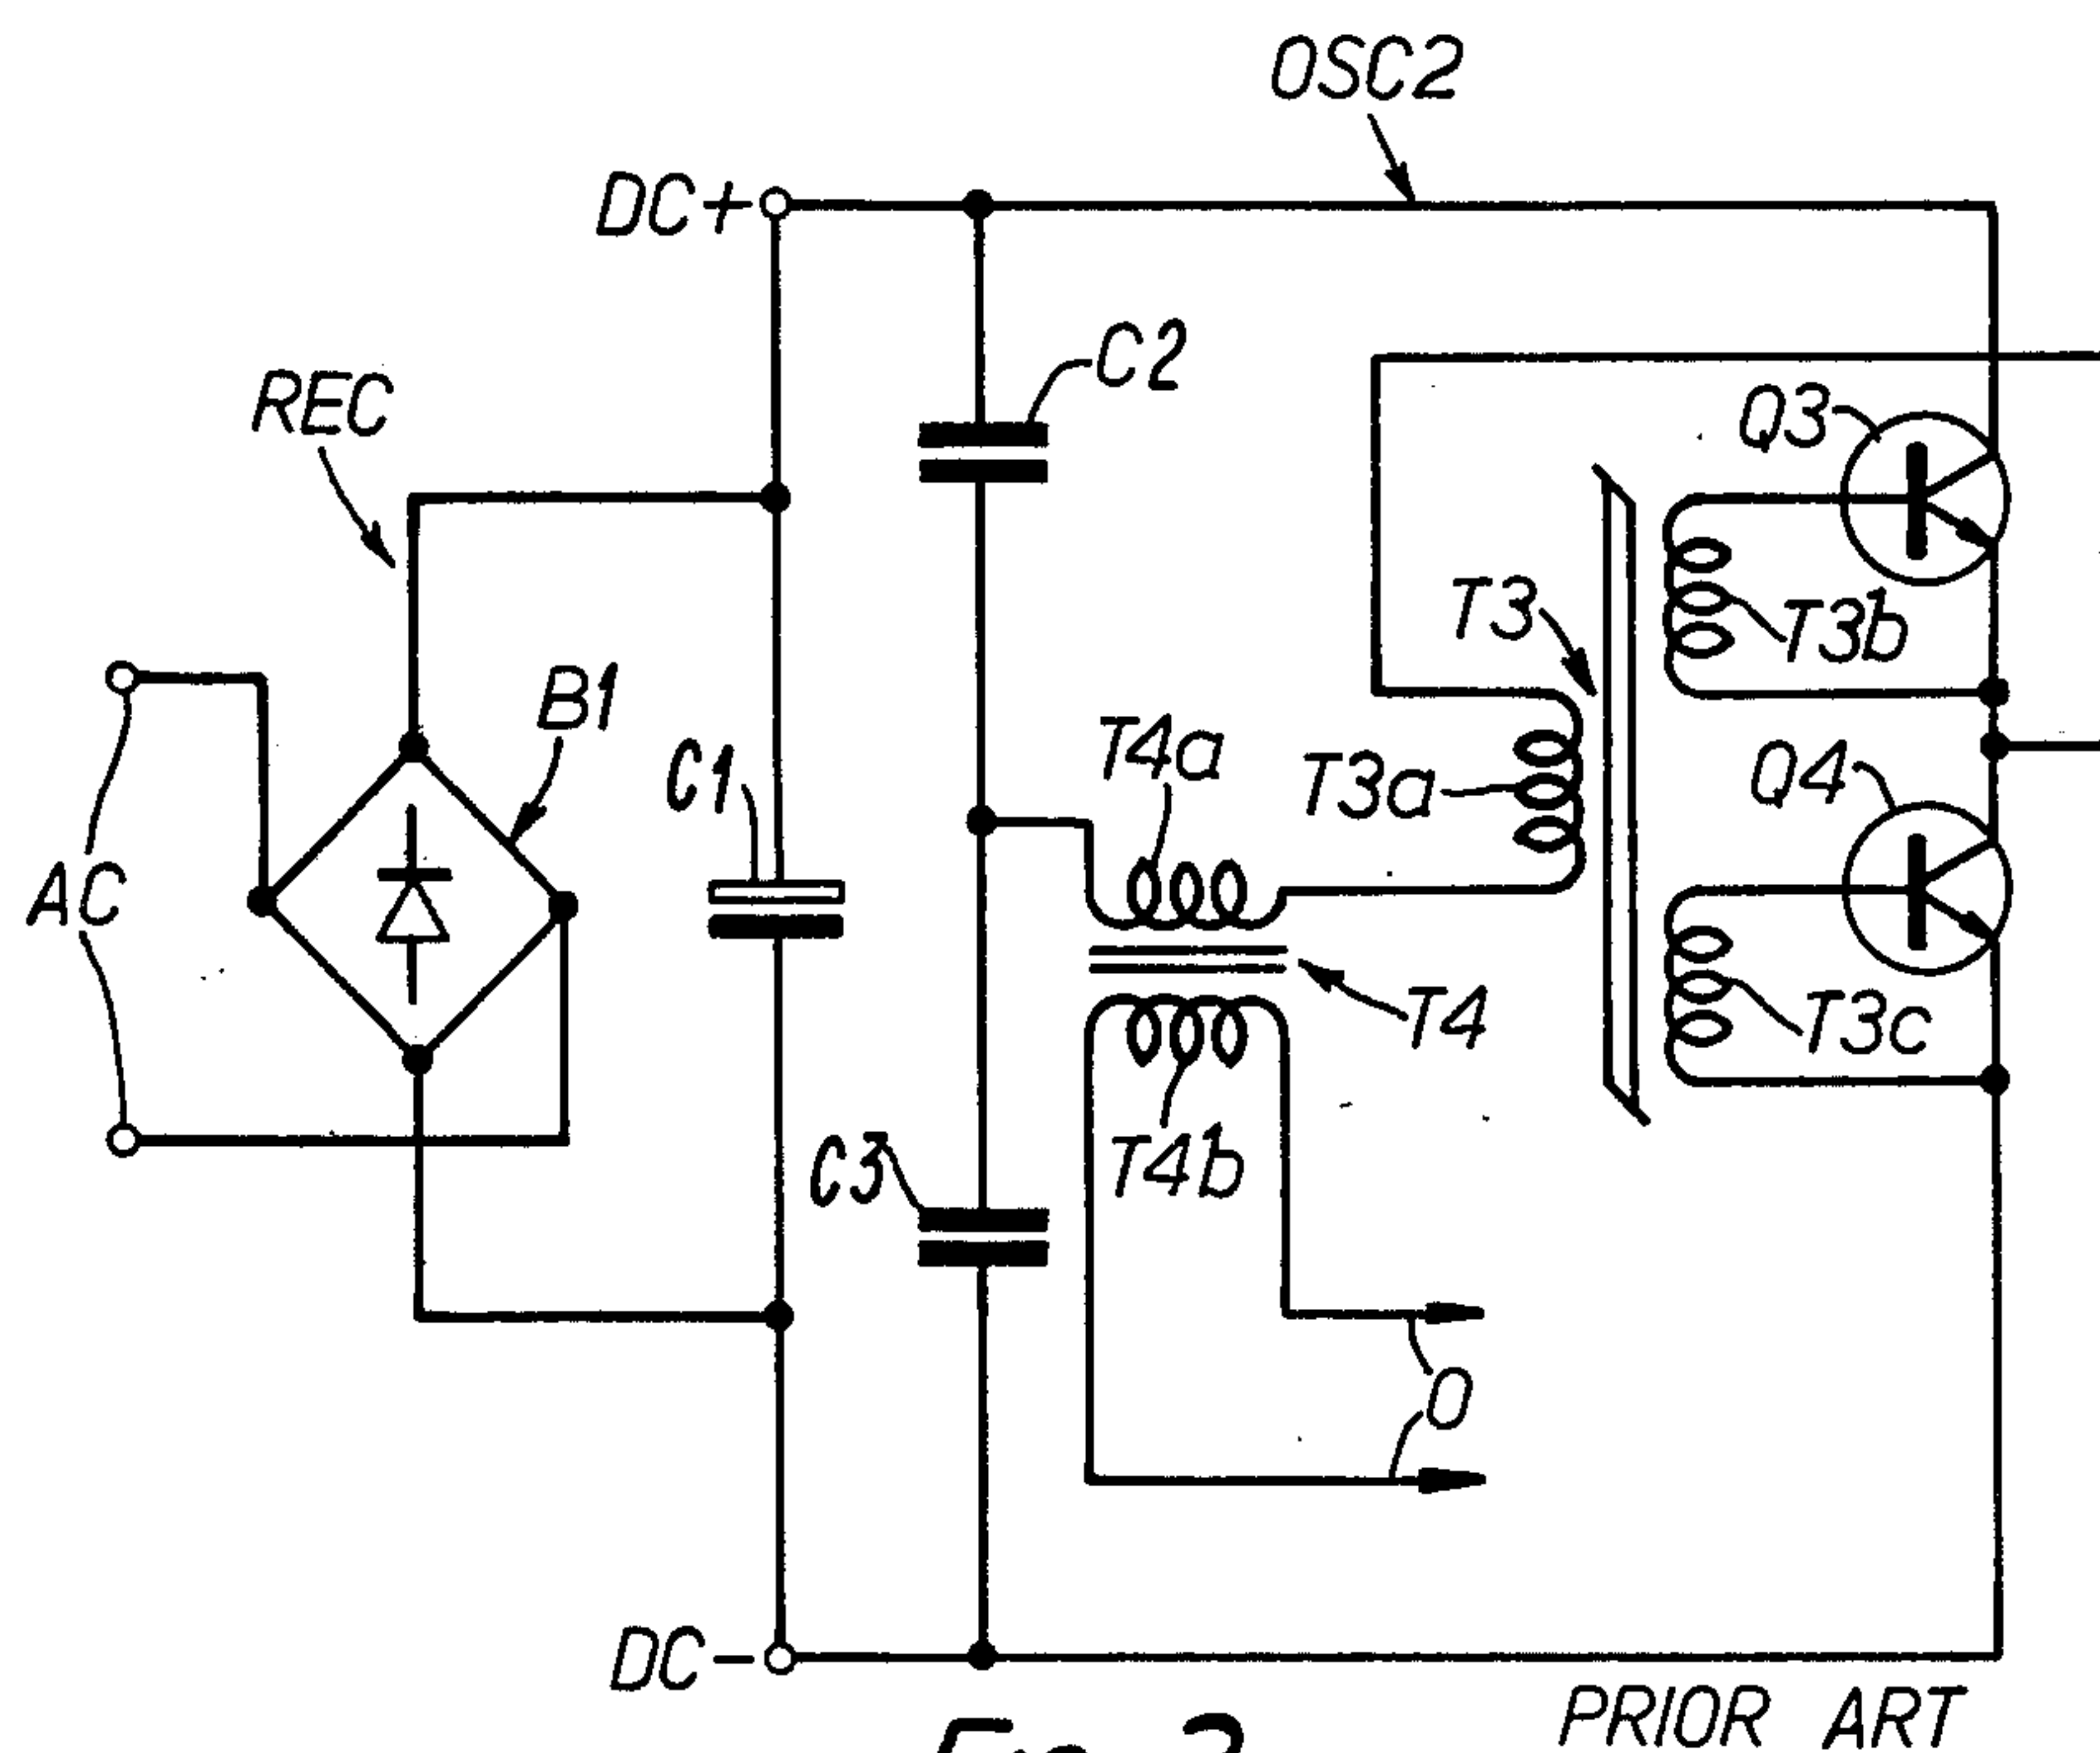 OSC2
DC+
C2
REC
Q3
T3
T3b
B1
T4a
C1
T3a
Q4
AC
T4
T3c
C3
T4b
O
DC-
PRIOR ART